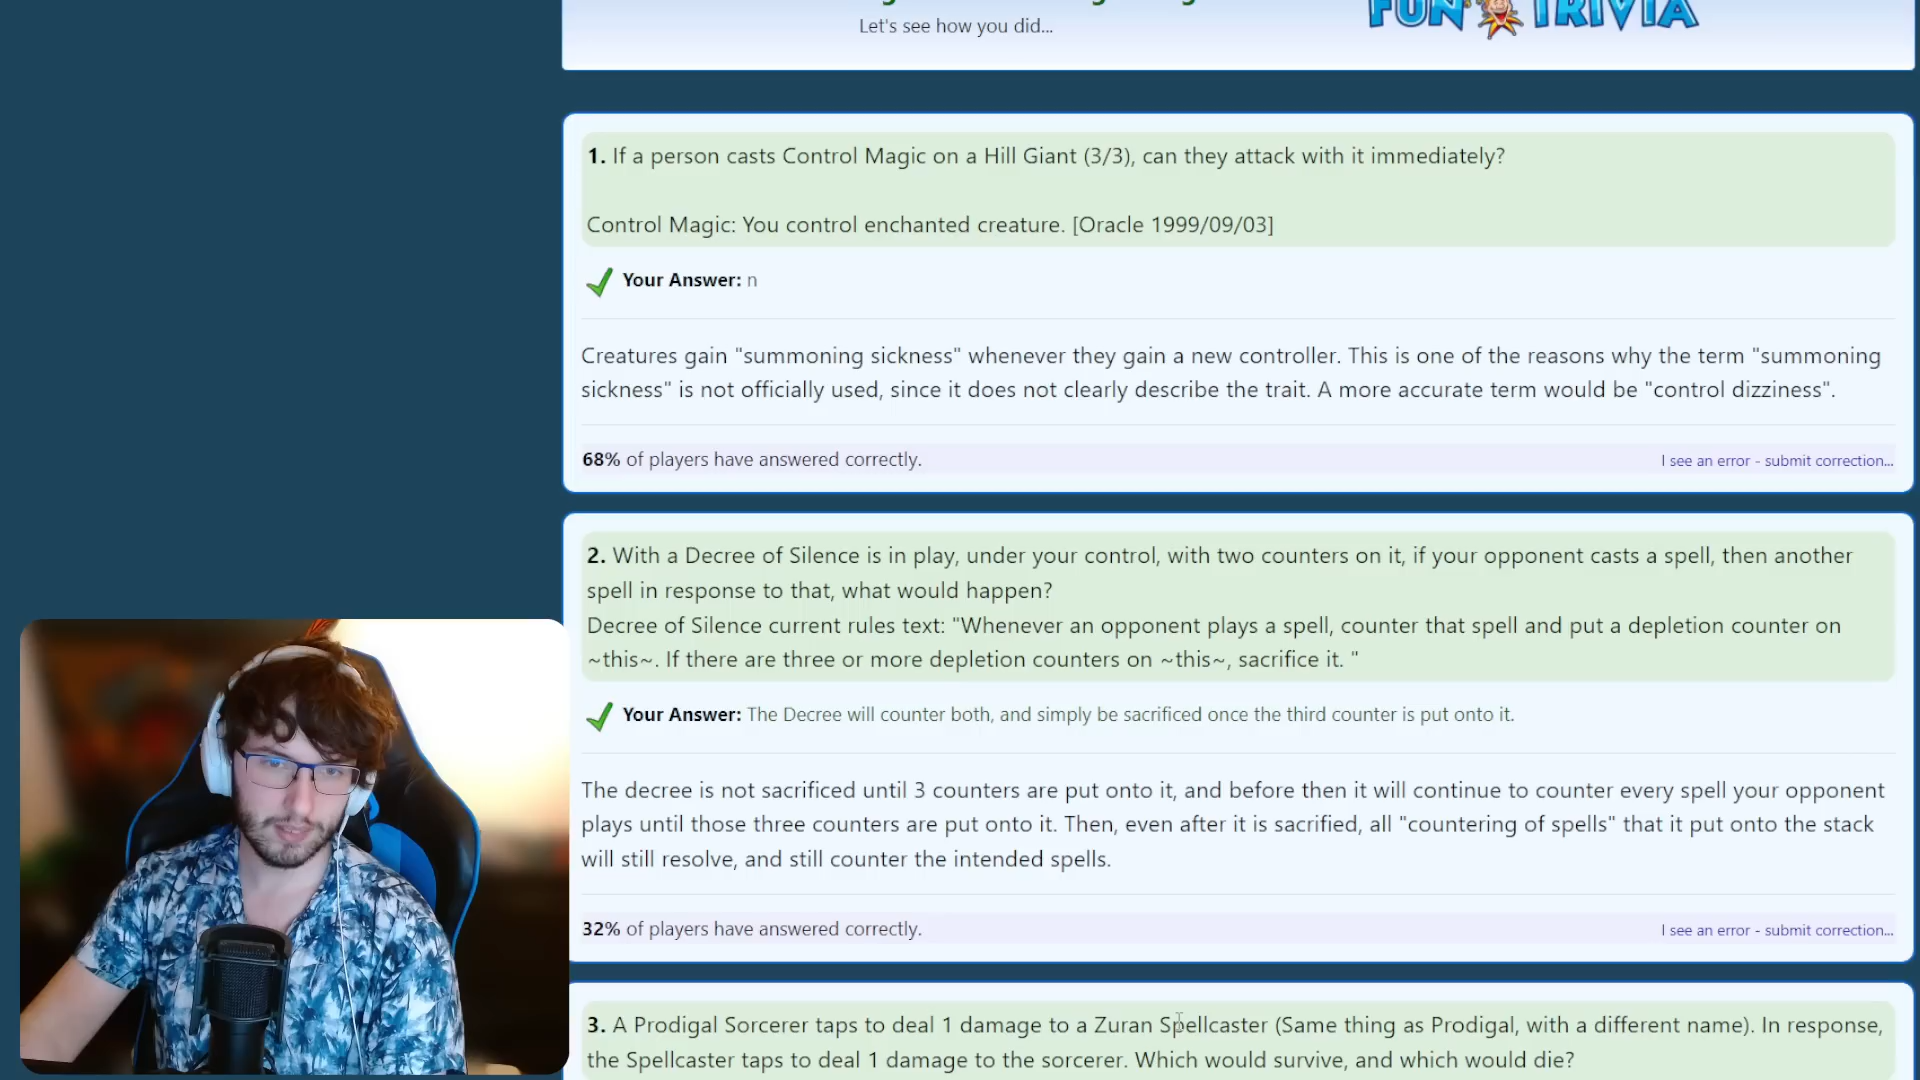 Let's see how you did...
FUN TRIVIA
1. If a person casts Control Magic on a Hill Giant (3/3), can they attack with it immediately?
Control Magic: You control enchanted creature. [Oracle 1999/09/03]
Your Answer: n
Creatures gain "summoning sickness" whenever they gain a new controller. This is one of the reasons why the term "summoning
sickness" is not officially used, since it does not clearly describe the trait. A more accurate term would be "control dizziness".
68% of players have answered correctly.
I see an error - submit correction...
2. With a Decree of Silence is in play, under your control, with two counters on it, if your opponent casts a spell, then another
spell in response to that, what would happen?
Decree of Silence current rules text: "Whenever an opponent plays a spell, counter that spell and put a depletion counter on
~this~. If there are three or more depletion counters on ~this~, sacrifice it. "
Your Answer: The Decree will counter both, and simply be sacrificed once the third counter is put onto it.
The decree is not sacrificed until 3 counters are put onto it, and before then it will continue to counter every spell your opponent
plays until those three counters are put onto it. Then, even after it is sacrified, all "countering of spells" that it put onto the stack
will still resolve, and still counter the intended spells.
32% of players have answered correctly.
I see an error - submit correction...
3. A Prodigal Sorcerer taps to deal 1 damage to a Zuran Spellcaster (Same thing as Prodigal, with a different name). In response,
the Spellcaster taps to deal 1 damage to the sorcerer. Which would survive, and which would die?